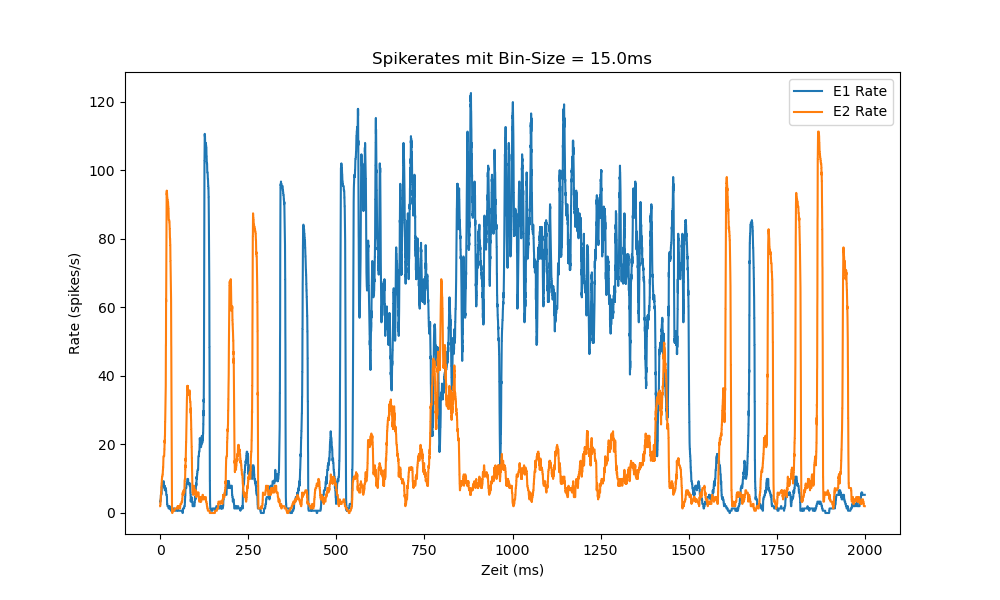 Spikerates mit Bin-Size = 15.0ms
E1 Rate
E2 Rate
Rate (spikes/s)
120
100
80
60
40
20
0
0 250 500 750 1000 1250 1500 1750 2000
Zeit (ms)